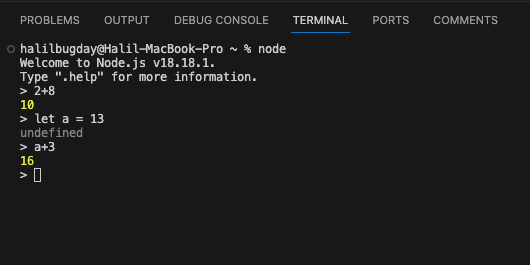 PROBLEMS OUTPUT DEBUG CONSOLE TERMINAL PORTS COMMENTS
halilbugday@Halil-MacBook-Pro ~ % node
Welcome to Node.js v18.18.1.
Type ".help" for more information.
> 2+8
10
> let a = 13
undefined
> a+3
16
>